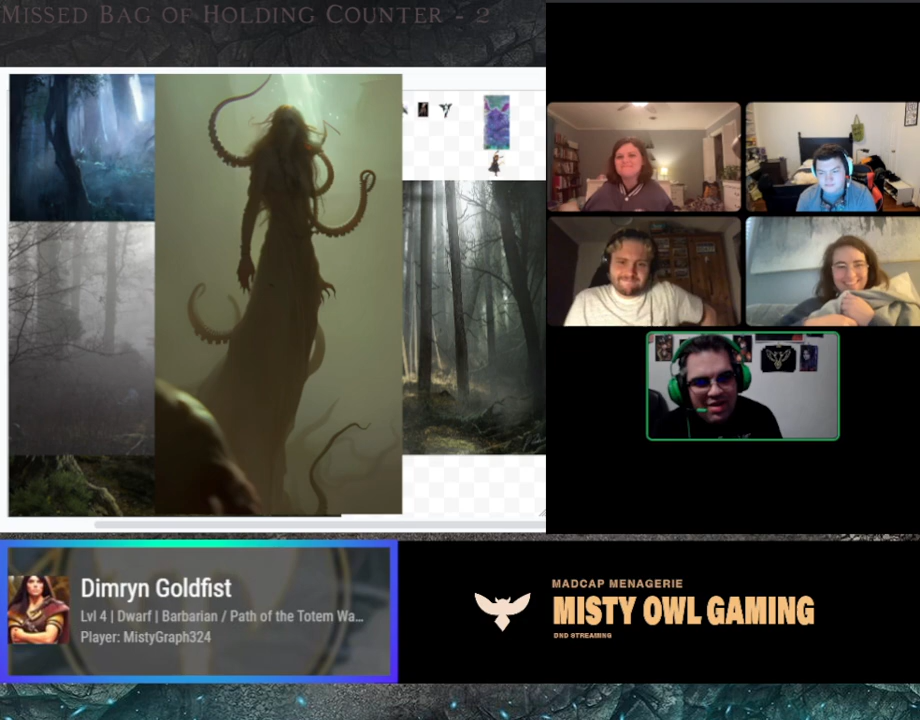 Missed Bag of Holding Counter - 2
Dimryn Goldfist
Lvl 4 | Dwarf | Barbarian / Path of the Totem Wa...
Player: MistyGraph324
MADCAP MENAGERIE
MISTY OWL GAMING
DND STREAMING